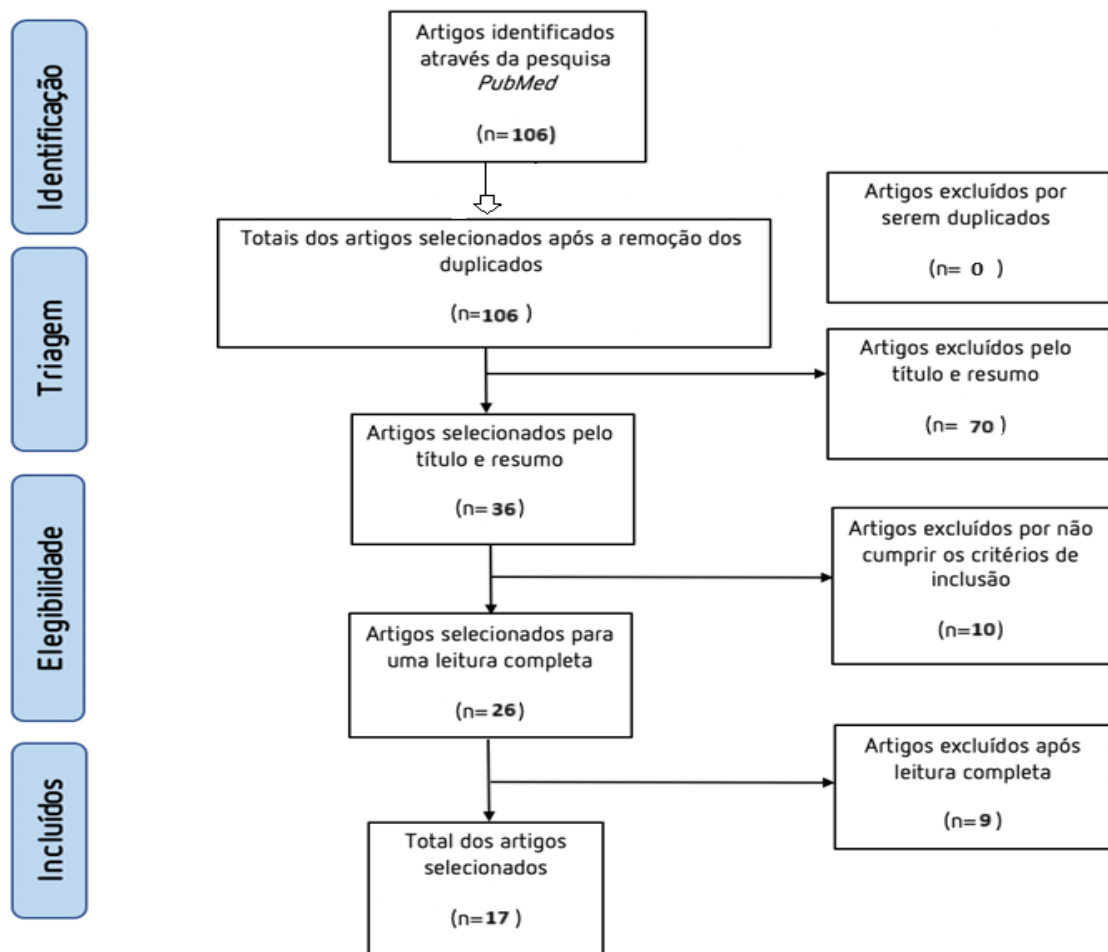 Identificação
Artigos identificados
através da pesquisa
PubMed
(n=106)
Artigos excluídos por
serem duplicados
(n= 0 )
Totais dos artigos selecionados após a remoção dos
duplicados
(n=106 )
Triagem
Artigos excluídos pelo
título e resumo
(n= 70 )
Artigos selecionados pelo
título e resumo
(n=36)
Elegibilidade
Artigos excluídos por não
cumprir os critérios de
inclusão
(n=10)
Artigos selecionados para
uma leitura completa
(n=26)
Incluídos
Artigos excluídos após
leitura completa
(n=9)
Total dos artigos
selecionados
(n=17 )